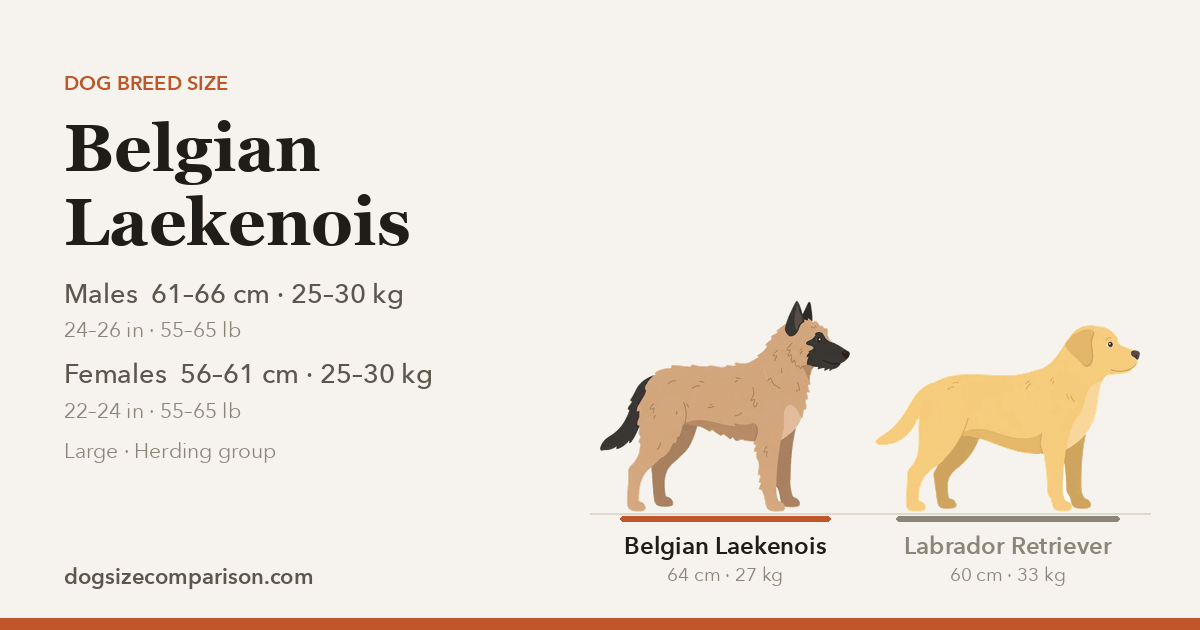 DOG BREED SIZE
Belgian
Laekenois
Males 61–66 cm · 25–30 kg
24–26 in · 55–65 lb
Females 56–61 cm · 25–30 kg
22–24 in · 55–65 lb
Large · Herding group
dogsizecomparison.com
Belgian Laekenois
64 cm · 27 kg
Labrador Retriever
60 cm · 33 kg